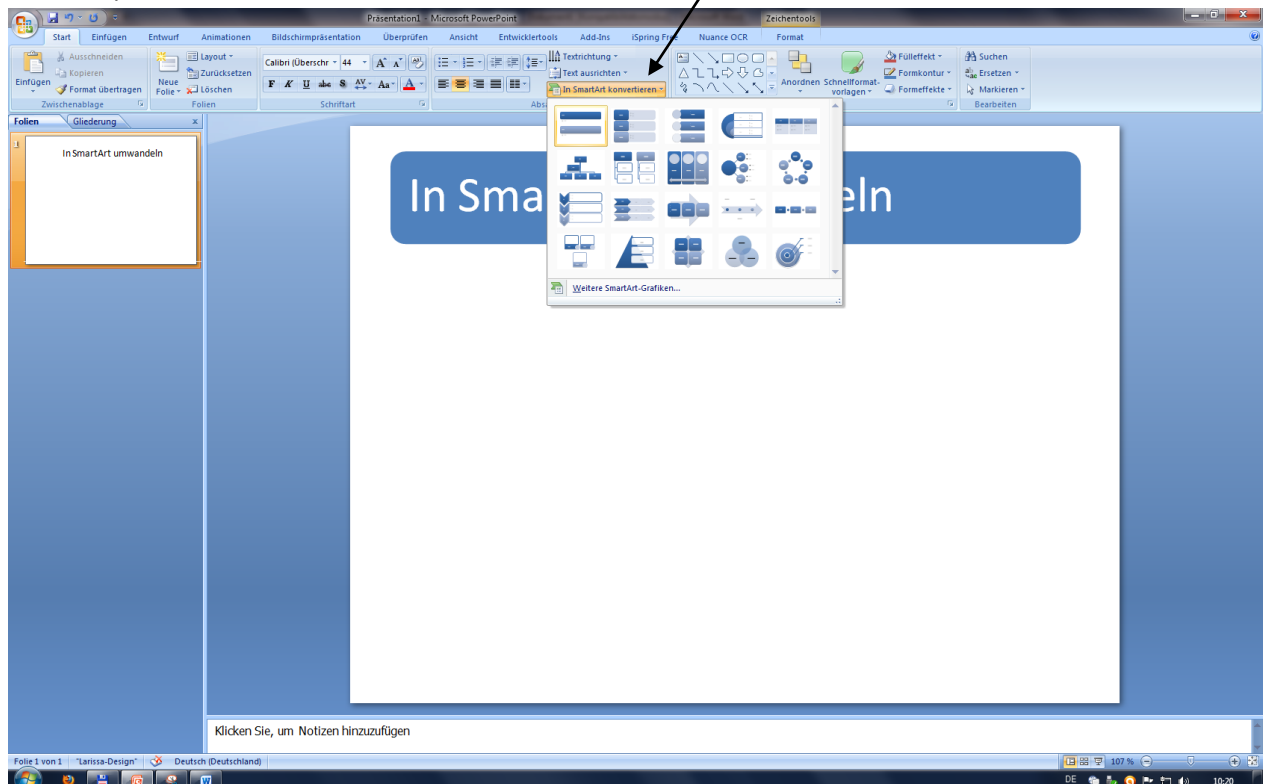 Präsentation1 - Microsoft PowerPoint
Zeichentools
Start Einfügen Entwurf Animationen Bildschirmpräsentation Überprüfen Ansicht Entwicklertools Add-Ins iSpring Free Nuance OCR Format
Ausschneiden
Kopieren
Format übertragen
Einfügen
Zwischenablage
Neue
Folie
Layout
Zurücksetzen
Löschen
Folien
Calibri (Überschr 44
F K U abc S AV Aa A
Schriftart
Textrichtung
Text ausrichten
In SmartArt konvertieren
Anordnen
Schnellformat-
vorlagen
Fülleffekt
Formkontur
Formeffekte
Suchen
Ersetzen
Markieren
Bearbeiten
Folien Gliederung x
1
In SmartArt umwandeln
In Sma
eln
Weitere SmartArt-Grafiken...
Klicken Sie, um Notizen hinzuzufügen
Folie 1 von 1 "Larissa-Design" Deutsch (Deutschland) 107 %
DE 10:20